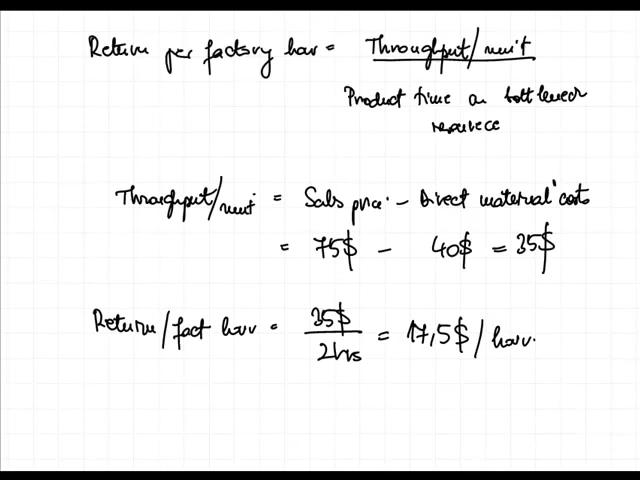 Return per factory hour = Throughput/unit
Product time on bottleneck
resource
Throughput/unit = Sales price - Direct material costs
= 75$ - 40$ = 35$
Return/fact hour = 35$
2hrs = 17,5$/hour.